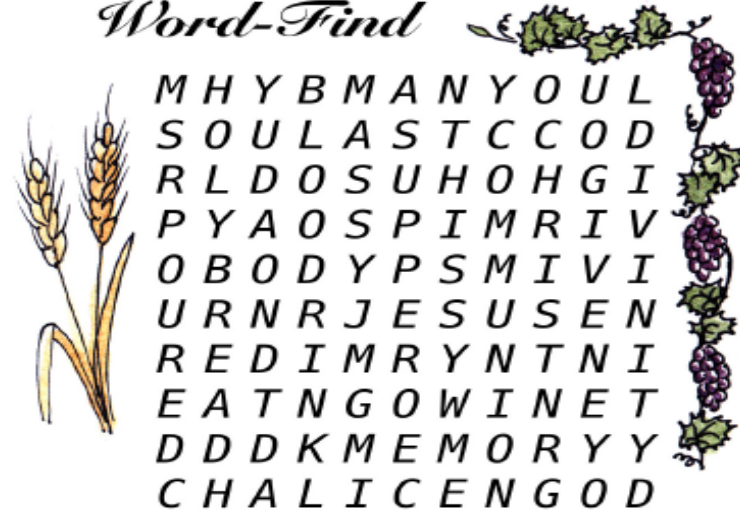 Word-Find
M H Y B M A N Y O U L
S O U L A S T C C O D
R L D O S U H O H G I
P Y A O S P I M R I V
O B O D Y P S M I V I
U R N R J E S U S E N
R E D I M R Y N T N I
E A T N G O W I N E T
D D D K M E M O R Y Y
C H A L I C E N G O D